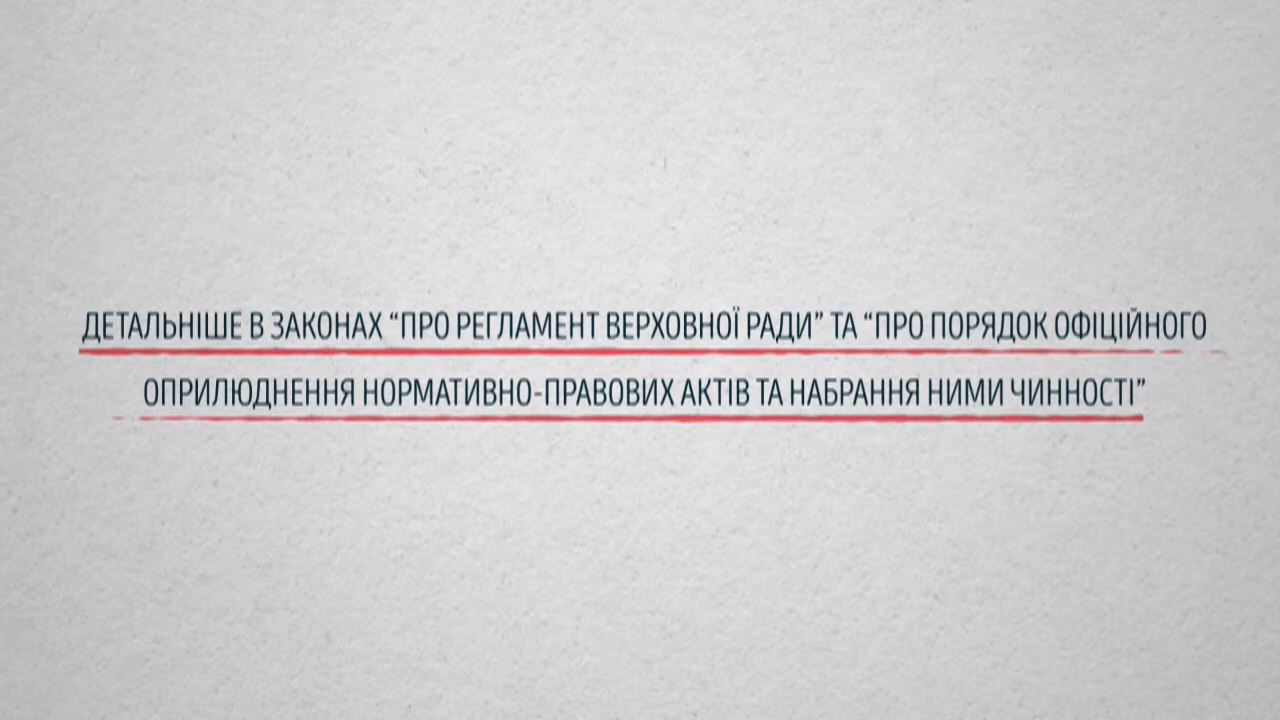 ДЕТАЛЬНІШЕ В ЗАКОНАХ “ПРО РЕГЛАМЕНТ ВЕРХОВНОЇ РАДИ” ТА “ПРО ПОРЯДОК ОФІЦІЙНОГО
ОПРИЛЮДНЕННЯ НОРМАТИВНО-ПРАВОВИХ АКТІВ ТА НАБРАННЯ НИМИ ЧИННОСТІ”